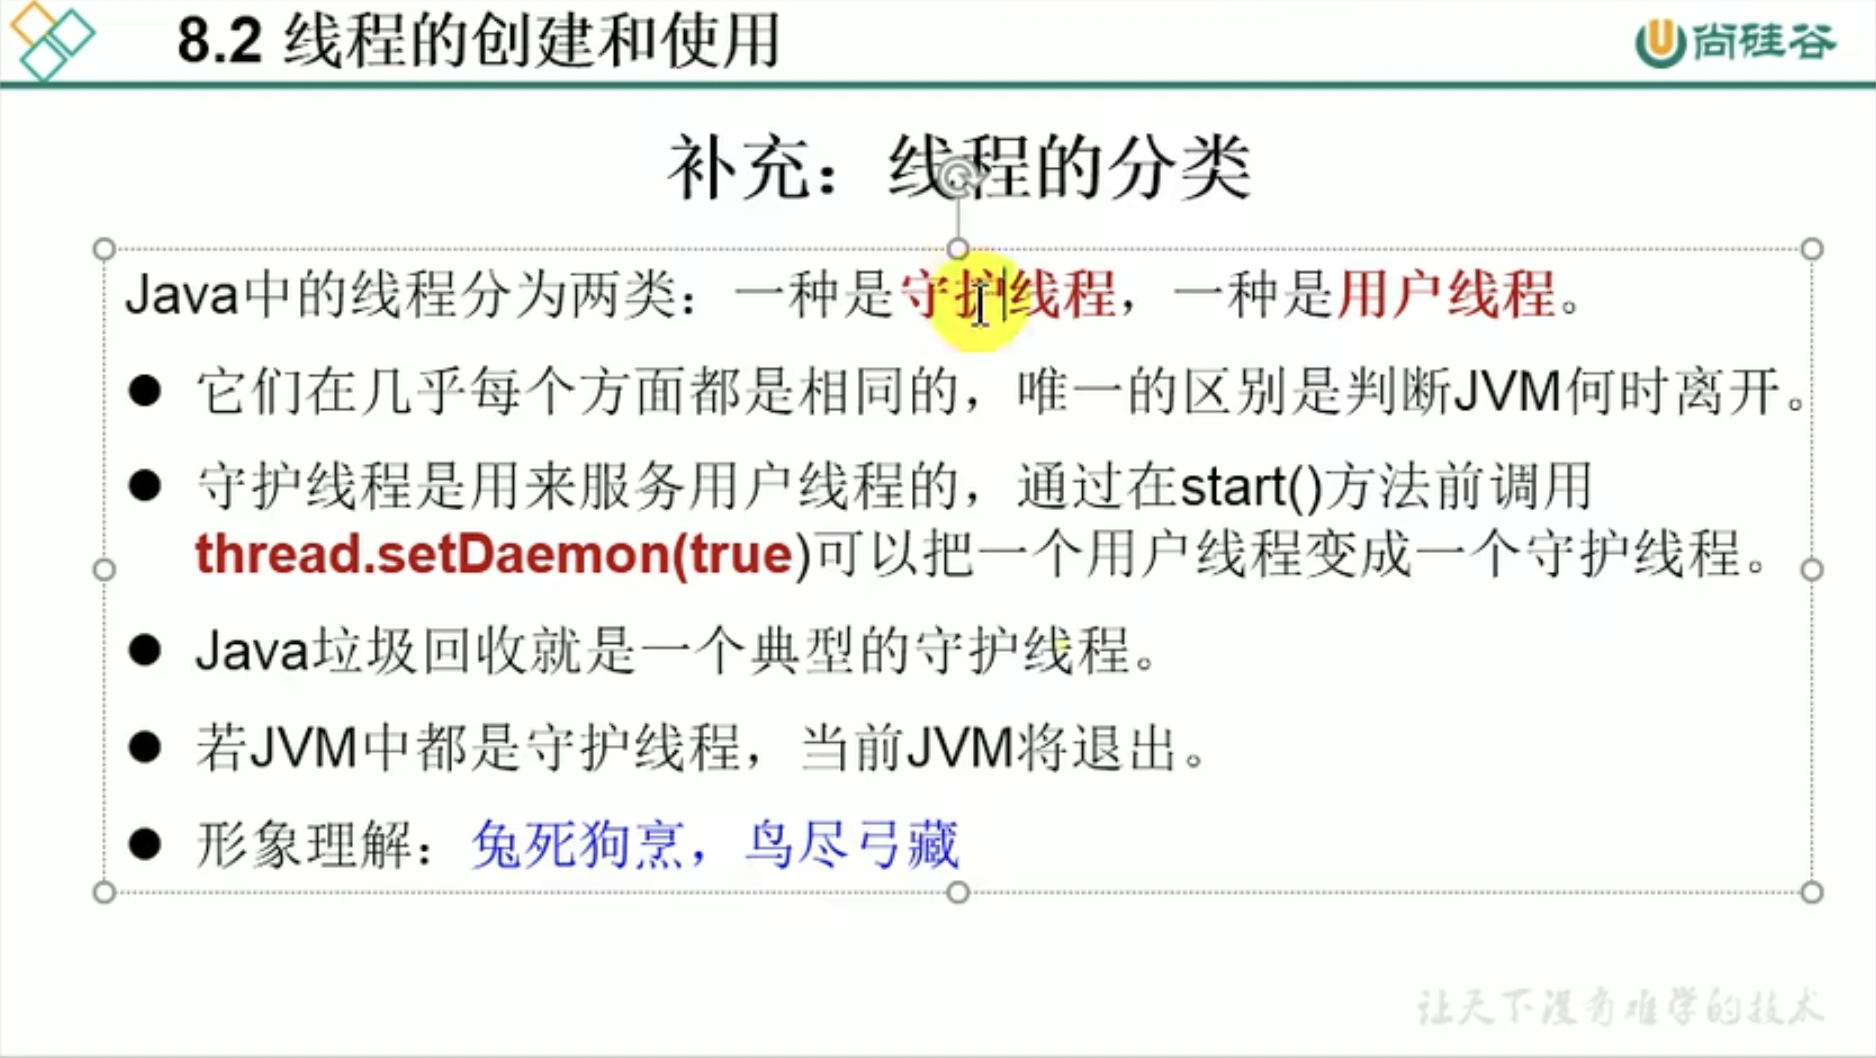 8.2 线程的创建和使用
尚硅谷
补充：线程的分类
Java中的线程分为两类：一种是守护线程，一种是用户线程。
● 它们在几乎每个方面都是相同的，唯一的区别是判断JVM何时离开。
● 守护线程是用来服务用户线程的，通过在start()方法前调用
thread.setDaemon(true)可以把一个用户线程变成一个守护线程。
● Java垃圾回收就是一个典型的守护线程。
● 若JVM中都是守护线程，当前JVM将退出。
● 形象理解：兔死狗烹，鸟尽弓藏
让天下没有难学的技术